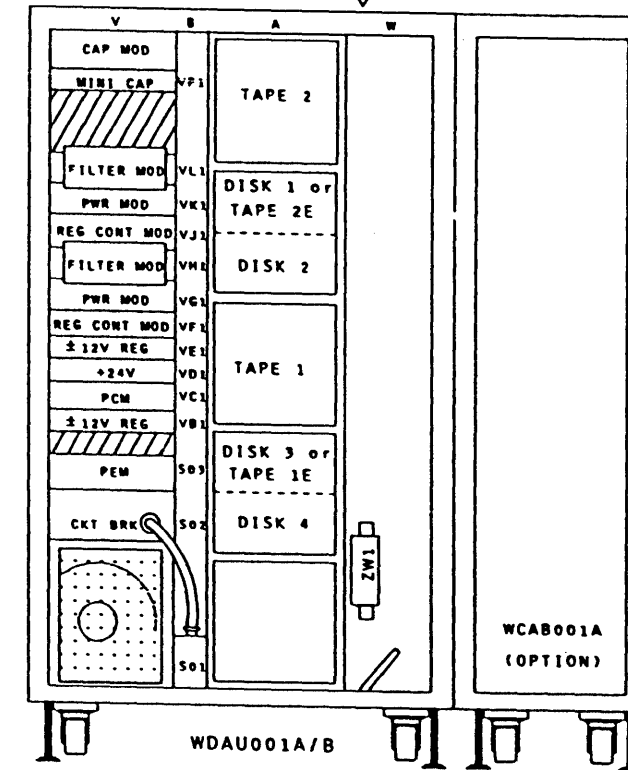 V B A W
CAP MOD
MINI CAP VP1
TAPE 2
FILTER MOD VL1
DISK 1 or
TAPE 2E
PWR MOD VK1
REG CONT MOD VJ1
FILTER MOD VH1
DISK 2
PWR MOD VG1
REG CONT MOD VF1
±12V REG VE1
+24V VD1
TAPE 1
PCM VC1
±12V REG VB1
DISK 3 or
TAPE 1E
PEM S03
CKT BRK S02
DISK 4
ZW1
S01
WCAB001A
(OPTION)
WDAU001A/B